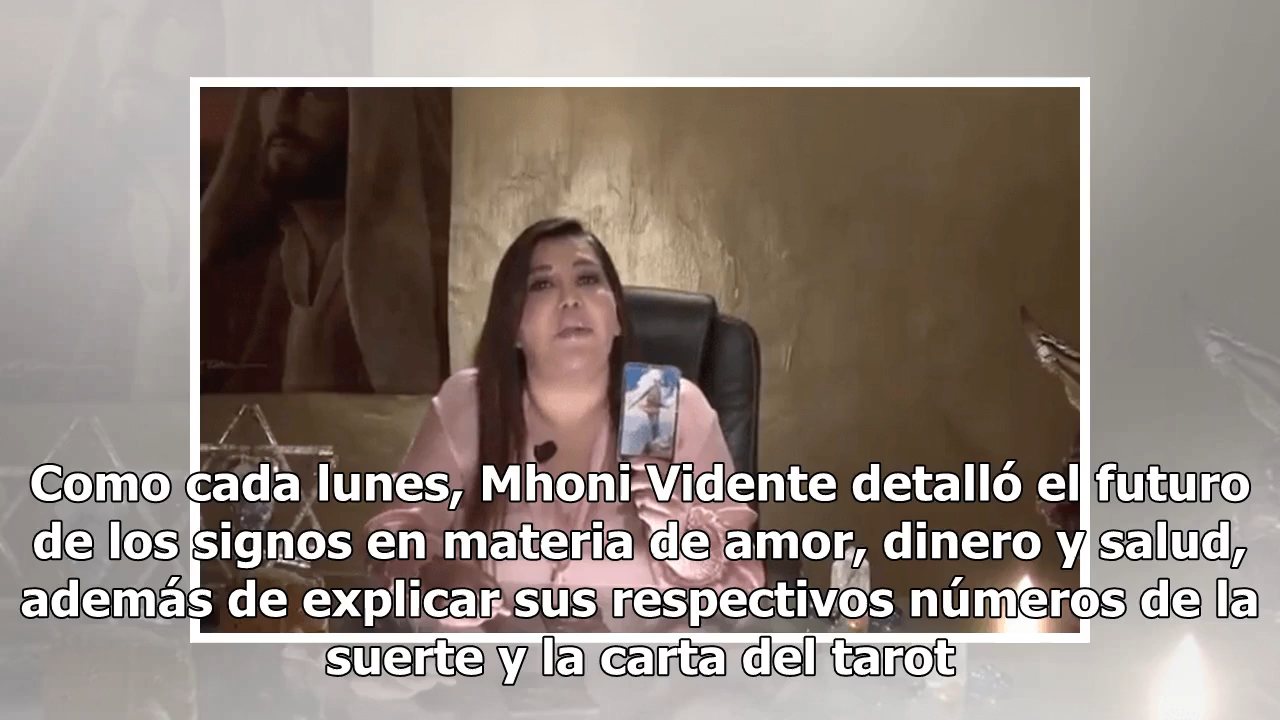 Como cada lunes, Mhoni Vidente detalló el futuro
de los signos en materia de amor, dinero y salud,
además de explicar sus respectivos números de la
suerte y la carta del tarot